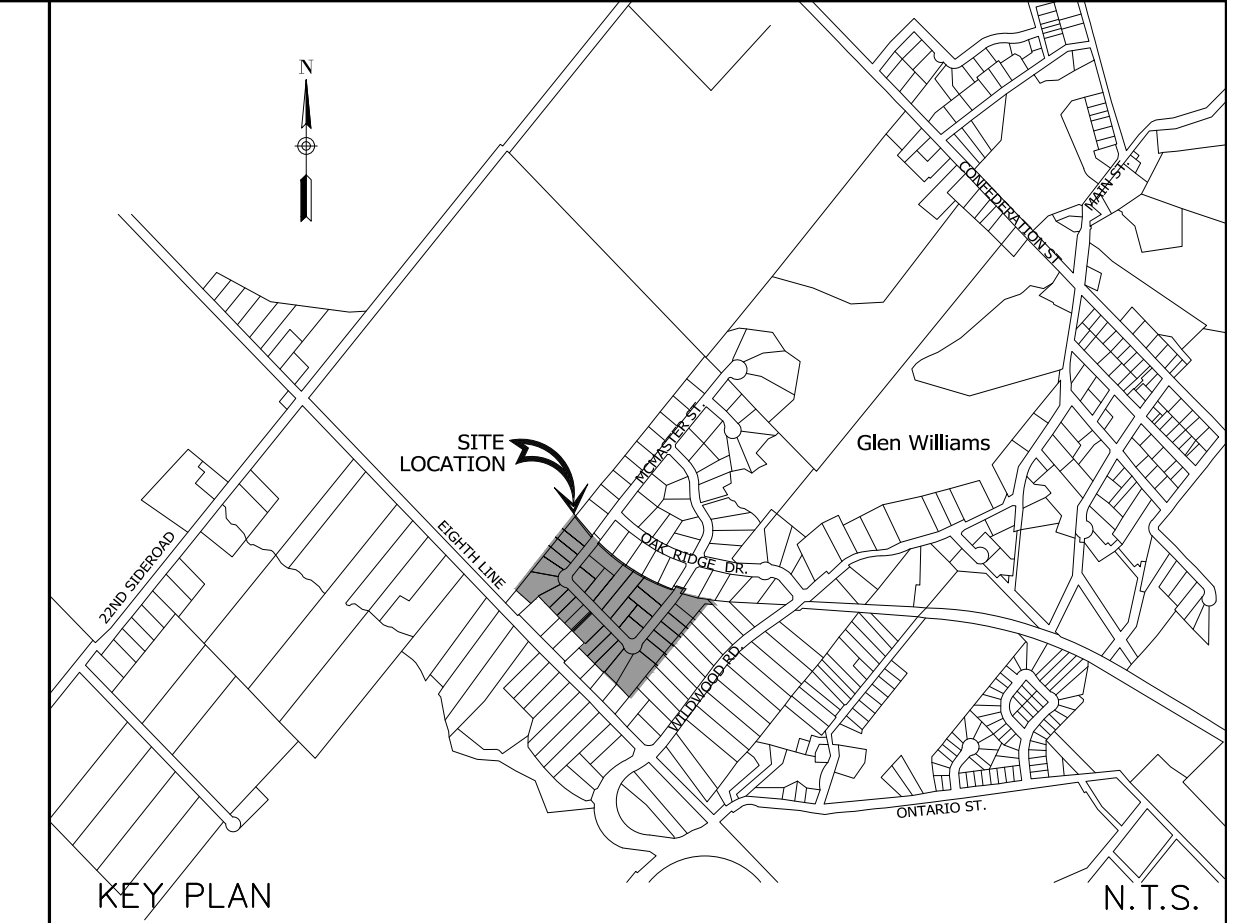 N
CONFEDERATION ST
MAIN ST.
SITE
LOCATION
MCMASTER ST.
Glen Williams
EIGHTH LINE
OAK RIDGE DR.
22ND SIDEROAD
WILDWOOD RD.
ONTARIO ST.
KEY PLAN
N.T.S.